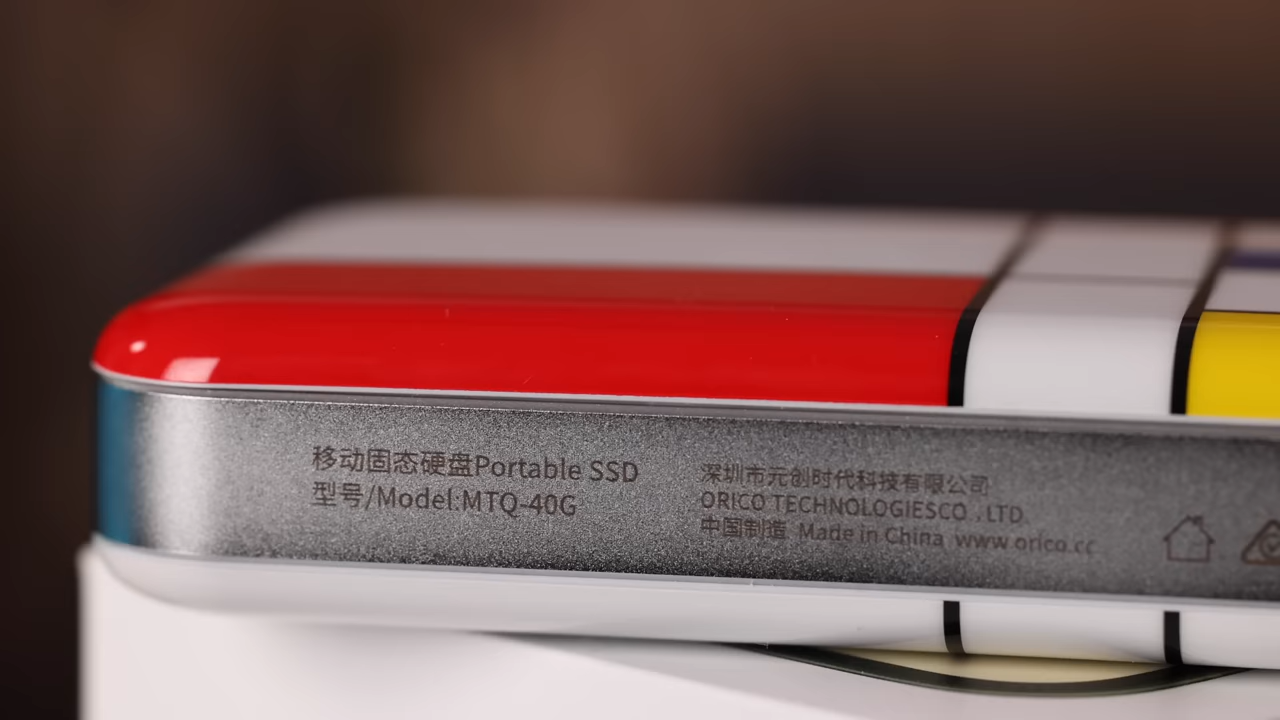 移动固态硬盘Portable SSD
型号/Model:MTQ-40G
深圳市元创时代科技有限公司
ORICO TECHNOLOGIESCO.,LTD.
中国制造 Made in China www.orico.cc